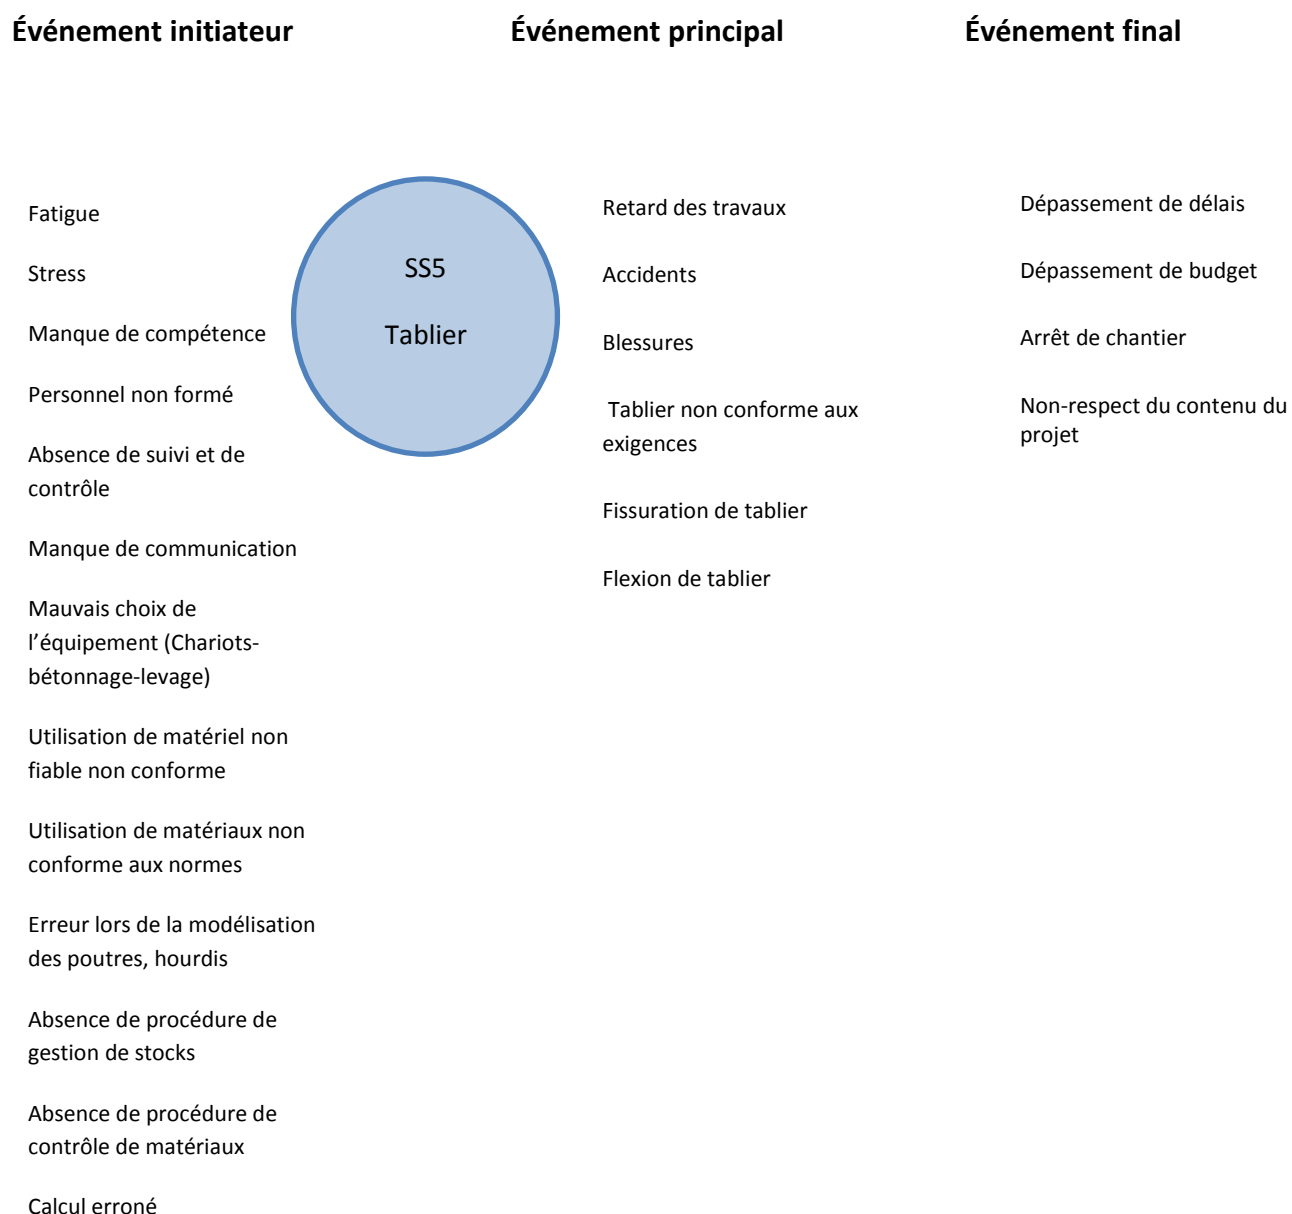 Événement initiateur
Événement principal
Événement final
Fatigue
Stress
Manque de compétence
Personnel non formé
Absence de suivi et de
contrôle
Manque de communication
Mauvais choix de
l’équipement (Chariots-
bétonnage-levage)
Utilisation de matériel non
fiable non conforme
Utilisation de matériaux non
conforme aux normes
Erreur lors de la modélisation
des poutres, hourdis
Absence de procédure de
gestion de stocks
Absence de procédure de
contrôle de matériaux
Calcul erroné
SS5
Tablier
Retard des travaux
Accidents
Blessures
Tablier non conforme aux
exigences
Fissuration de tablier
Flexion de tablier
Dépassement de délais
Dépassement de budget
Arrêt de chantier
Non-respect du contenu du
projet